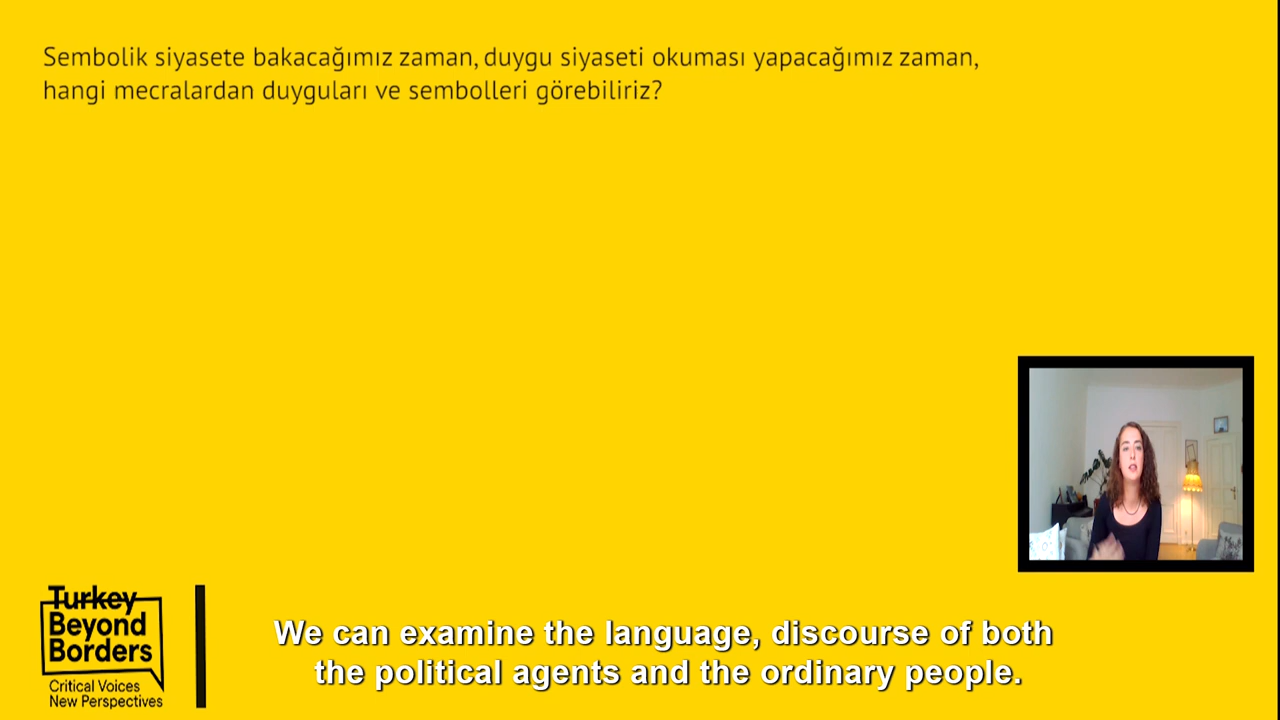 Sembolik siyasete bakacağımız zaman, duygu siyaseti okuması yapacağımız zaman,
hangi mecralardan duyguları ve sembolleri görebiliriz?
Turkey
Beyond
Borders
Critical Voices
New Perspectives
We can examine the language, discourse of both
the political agents and the ordinary people.